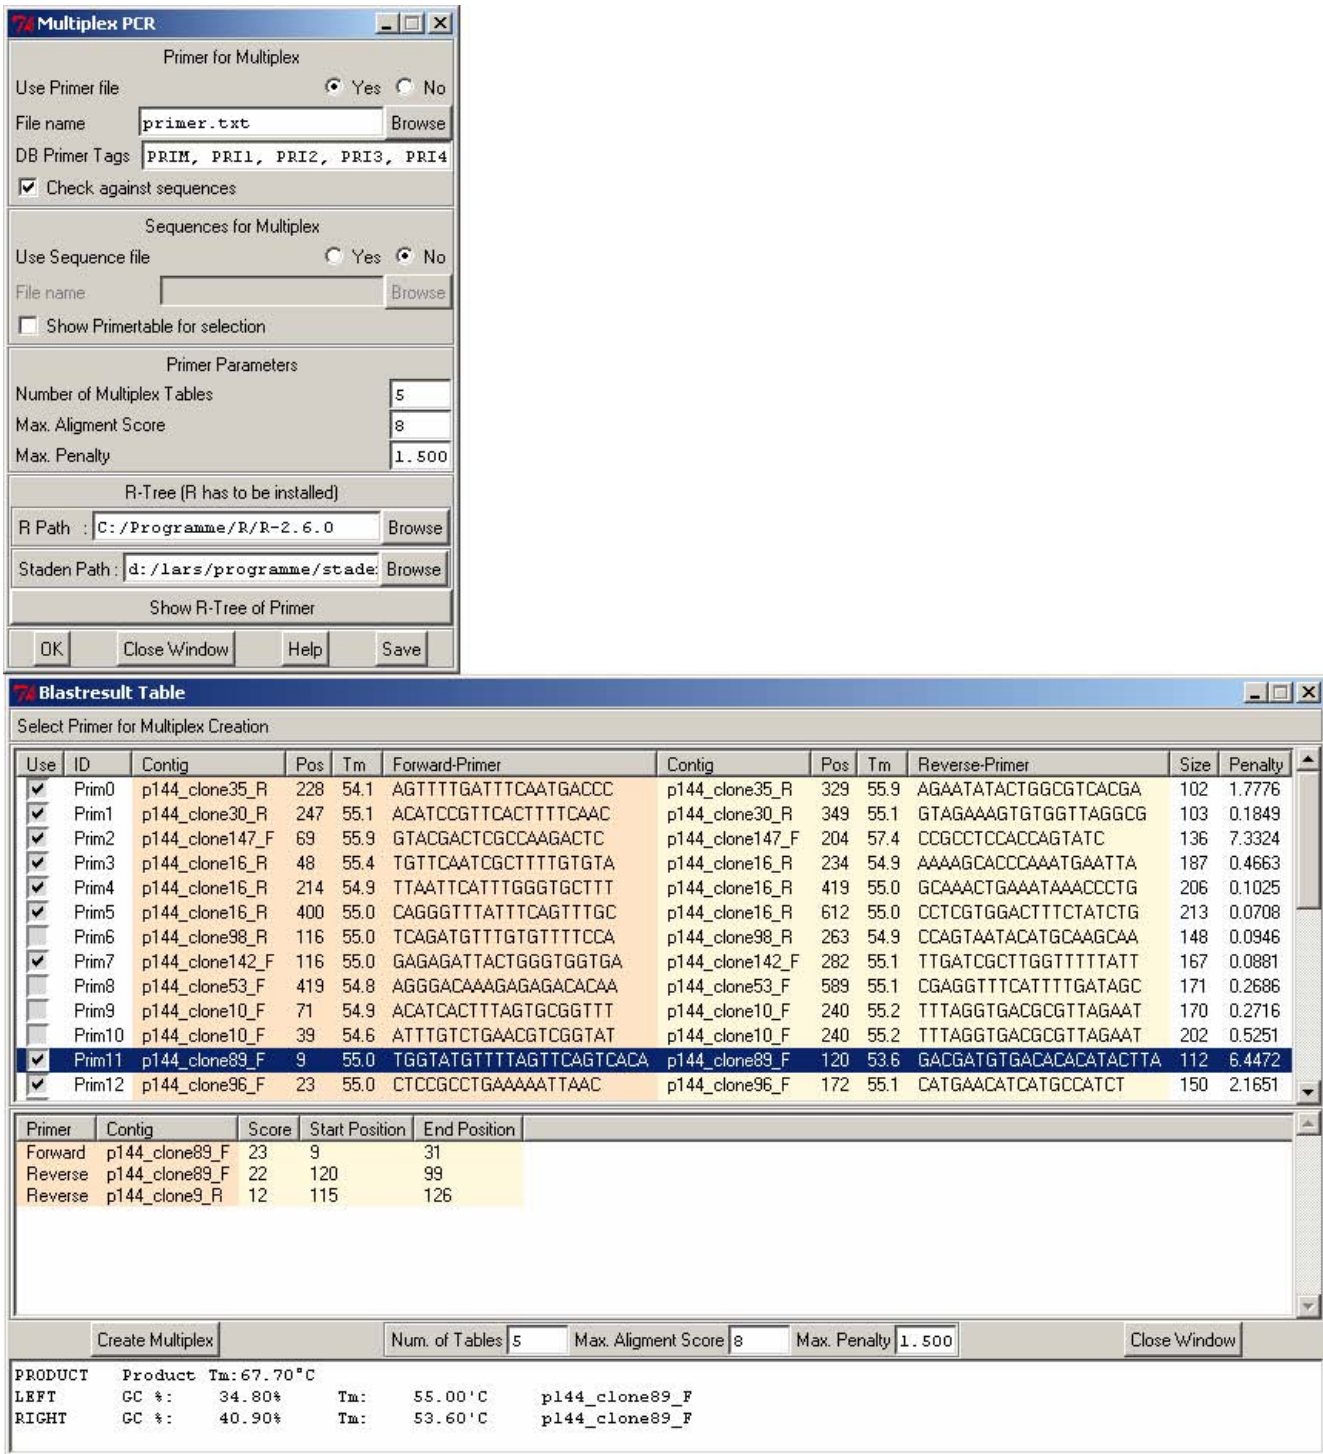 Multiplex PCR
Primer for Multiplex
Use Primer file Yes No
File name primer.txt Browse
DB Primer Tags PRIM, PRI1, PRI2, PRI3, PRI4
Check against sequences
Sequences for Multiplex
Use Sequence file Yes No
File name Browse
Show Primertable for selection
Primer Parameters
Number of Multiplex Tables 5
Max. Aligment Score 8
Max. Penalty 1.500
R-Tree (R has to be installed)
R Path : C:/Programme/R/R-2.6.0 Browse
Staden Path : d:/lars/programme/stade Browse
Show R-Tree of Primer
OK Close Window Help Save
Blastresult Table
Select Primer for Multiplex Creation
Use ID Contig Pos Tm Forward-Primer Contig Pos Tm Reverse-Primer Size Penalty
Prim0 p144_clone35_R 228 54.1 AGTTTTGATTTCAATGACCC p144_clone35_R 329 55.9 AGAATATACTGGCGTCACGA 102 1.7776
Prim1 p144_clone30_R 247 55.1 ACATCCGTTCACTTTTCAAC p144_clone30_R 349 55.1 GTAGAAAGTGTGGTTAGGCG 103 0.1849
Prim2 p144_clone147_F 69 55.9 GTACGACTCGCCAAGACTC p144_clone147_F 204 57.4 CCGCCTCCACCAGTATC 136 7.3324
Prim3 p144_clone16_R 48 55.4 TGTTCAATCGCTTTTGTGTA p144_clone16_R 234 54.9 AAAAGCACCCAAATGAATTA 187 0.4663
Prim4 p144_clone16_R 214 54.9 TTAATTCATTTGGGTGCTTT p144_clone16_R 419 55.0 GCAAACTGAAATAAACCCTG 206 0.1025
Prim5 p144_clone16_R 400 55.0 CAGGGTTTATTTCAGTTTGC p144_clone16_R 612 55.0 CCTCGTGGACTTTCTATCTG 213 0.0708
Prim6 p144_clone98_R 116 55.0 TCAGATGTTTGTGTTTTCCA p144_clone98_R 263 54.9 CCAGTAATACATGCAAGCAA 148 0.0946
Prim7 p144_clone142_F 116 55.0 GAGAGATTACTGGGTGGTGA p144_clone142_F 282 55.1 TTGATCGCTTGGTTTTTATT 167 0.0881
Prim8 p144_clone53_F 419 54.8 AGGGACAAAGAGAGACACAA p144_clone53_F 589 55.1 CGAGGTTTCATTTTGATAGC 171 0.2686
Prim9 p144_clone10_F 71 54.9 ACATCACTTTAGTGCGGTTT p144_clone10_F 240 55.2 TTTAGGTGACGCGTTAGAAT 170 0.2716
Prim10 p144_clone10_F 39 54.6 ATTTGTCTGAACGTCGGTAT p144_clone10_F 240 55.2 TTTAGGTGACGCGTTAGAAT 202 0.5251
Prim11 p144_clone89_F 9 55.0 TGGTATGTTTTAGTTCAGTCACA p144_clone89_F 120 53.6 GACGATGTGACACACATACTTA 112 6.4472
Prim12 p144_clone96_F 23 55.0 CTCCGCCTGAAAAATTAAC p144_clone96_F 172 55.1 CATGAACATCATGCCATCT 150 2.1651
Primer Contig Score Start Position End Position
Forward p144_clone89_F 23 9 31
Reverse p144_clone89_F 22 120 99
Reverse p144_clone9_R 12 115 126
Create Multiplex Num. of Tables 5 Max. Aligment Score 8 Max. Penalty 1.500 Close Window
PRODUCT Product Tm:67.70°C
LEFT GC %: 34.80% Tm: 55.00'C p144_clone89_F
RIGHT GC %: 40.90% Tm: 53.60'C p144_clone89_F